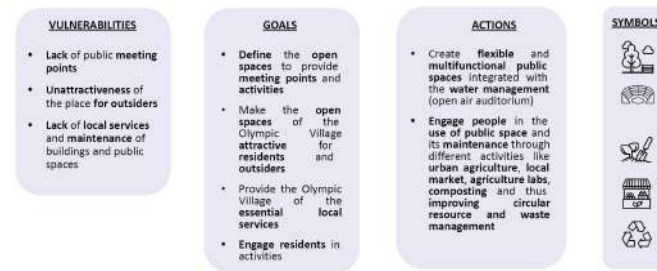 VULNERABILITIES
• Lack of public meeting
points
• Unattractiveness of
the place for outsiders
• Lack of local services
and maintenance of
buildings and public
spaces
GOALS
• Define the open
spaces to provide
meeting points and
activities
• Make the open
spaces of the
Olympic Village
attractive for
residents and
outsiders
• Provide the Olympic
Village of the
essential local
services
• Engage residents in
activities
ACTIONS
• Create flexible and
multifunctional public
spaces integrated with
the water management
(open air auditorium)
• Engage people in the
use of public space and
its maintenance through
different activities like
urban agriculture, local
market, agriculture labs,
composting and thus
improving circular
resource and waste
management
SYMBOLS